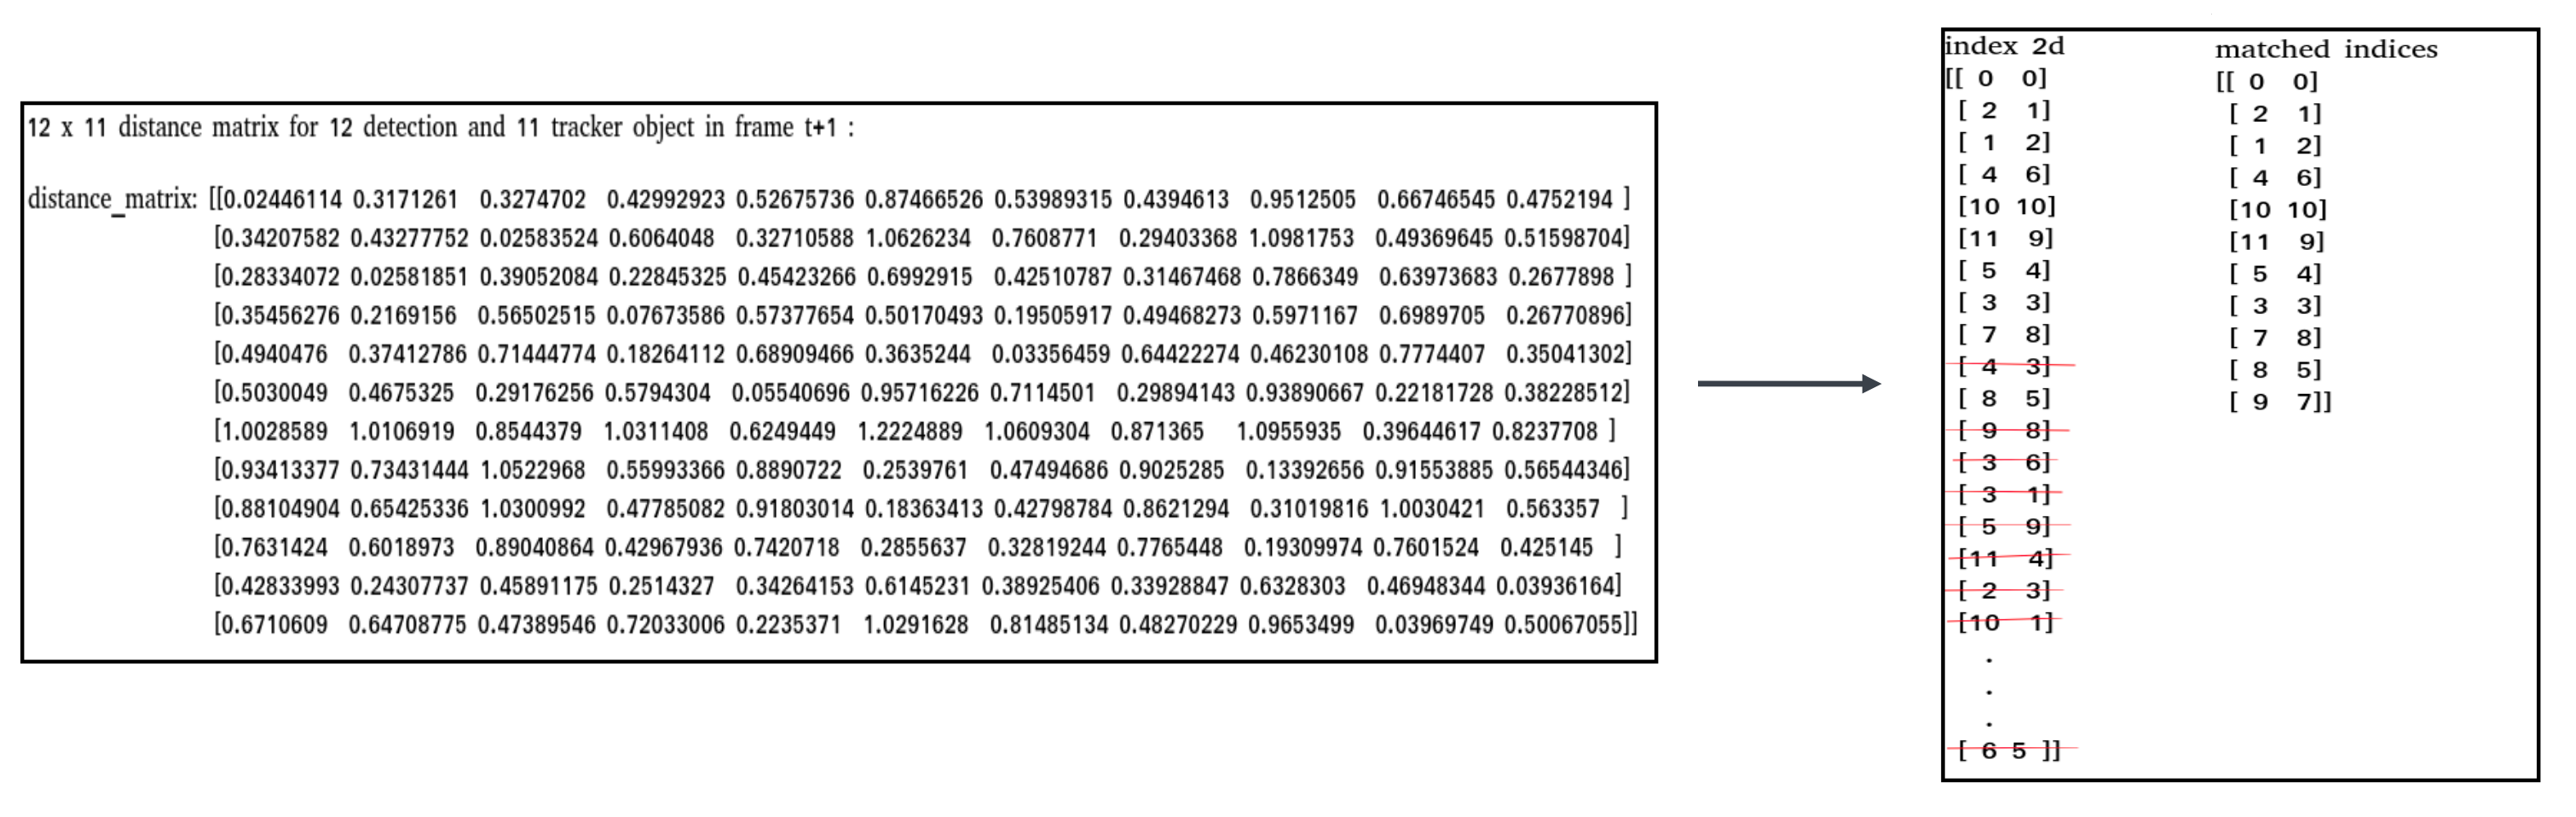 12 x 11 distance matrix for 12 detection and 11 tracker object in frame t+1 :
distance_matrix: [[0.02446114 0.3171261 0.3274702 0.42992923 0.52675736 0.87466526 0.53989315 0.4394613 0.9512505 0.66746545 0.4752194 ]
[0.34207582 0.43277752 0.02583524 0.6064048 0.32710588 1.0626234 0.7608771 0.29403368 1.0981753 0.49369645 0.51598704]
[0.28334072 0.02581851 0.39052084 0.22845325 0.45423266 0.6992915 0.42510787 0.31467468 0.7866349 0.63973683 0.2677898 ]
[0.35456276 0.2169156 0.56502515 0.07673586 0.57377654 0.50170493 0.19505917 0.49468273 0.5971167 0.6989705 0.26770896]
[0.4940476 0.37412786 0.71444774 0.18264112 0.68909466 0.3635244 0.03356459 0.64422274 0.46230108 0.7774407 0.35041302]
[0.5030049 0.4675325 0.29176256 0.5794304 0.05540696 0.95716226 0.7114501 0.29894143 0.93890667 0.22181728 0.38228512]
[1.0028589 1.0106919 0.8544379 1.0311408 0.6249449 1.2224889 1.0609304 0.871365 1.0955935 0.39644617 0.8237708 ]
[0.93413377 0.73431444 1.0522968 0.55993366 0.8890722 0.2539761 0.47494686 0.9025285 0.13392656 0.91553885 0.56544346]
[0.88104904 0.65425336 1.0300992 0.47785082 0.91803014 0.18363413 0.42798784 0.8621294 0.31019816 1.0030421 0.563357 ]
[0.7631424 0.6018973 0.89040864 0.42967936 0.7420718 0.2855637 0.32819244 0.7765448 0.19309974 0.7601524 0.425145 ]
[0.42833993 0.24307737 0.45891175 0.2514327 0.34264153 0.6145231 0.38925406 0.33928847 0.6328303 0.46948344 0.03936164]
[0.6710609 0.64708775 0.47389546 0.72033006 0.2235371 1.0291628 0.81485134 0.48270229 0.9653499 0.03969749 0.50067055]]
index 2d
[[ 0 0]
[ 2 1]
[ 1 2]
[ 4 6]
[10 10]
[11 9]
[ 5 4]
[ 3 3]
[ 7 8]
[ 4 3]
[ 8 5]
[ 9 8]
[ 3 6]
[ 3 1]
[ 5 9]
[11 4]
[ 2 3]
[10 1]
.
.
.
[ 6 5 ]]
matched indices
[[ 0 0]
[ 2 1]
[ 1 2]
[ 4 6]
[10 10]
[11 9]
[ 5 4]
[ 3 3]
[ 7 8]
[ 8 5]
[ 9 7]]